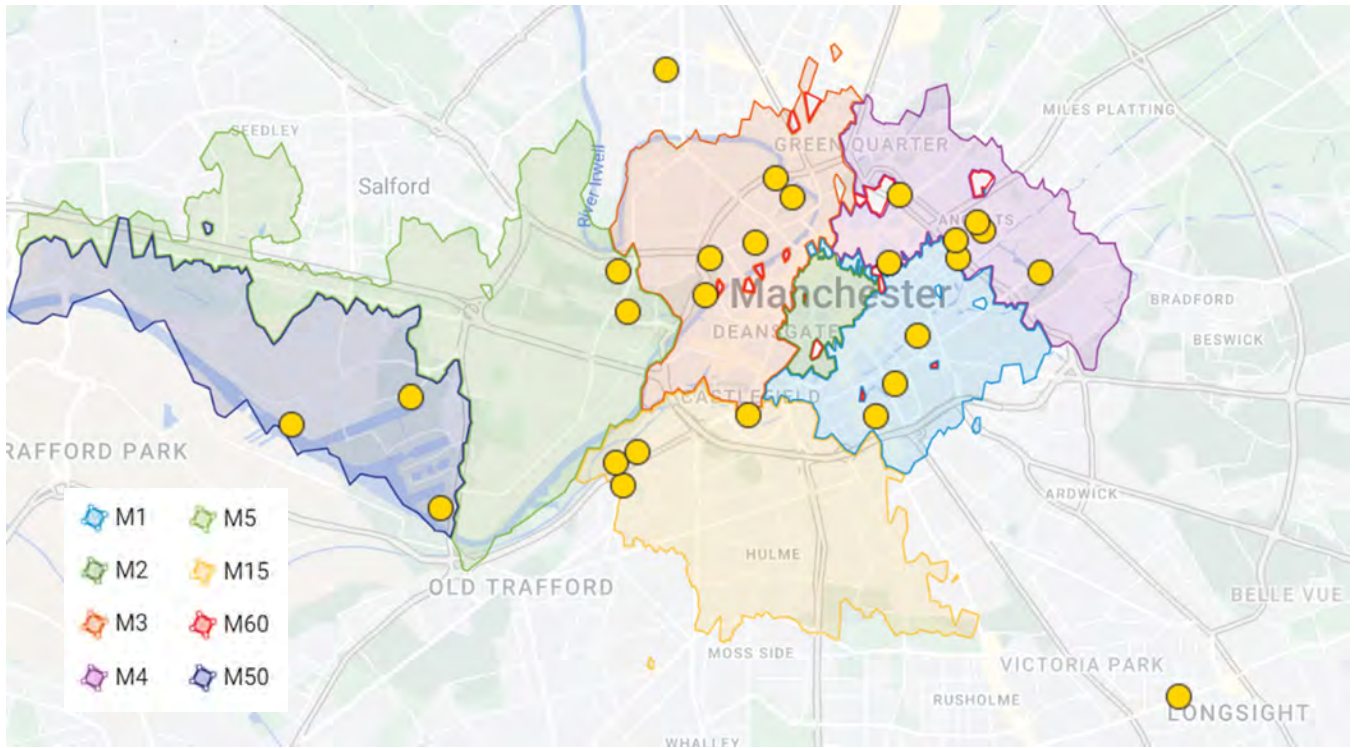 MILES PLATTING
SEEDLEY
GREEN QUARTER
River Irwell
Salford
ANCOATS
Manchester
BRADFORD
DEANSGATE
BESWICK
CASTLEFIELD
RAFFORD PARK
ARDWICK
M1
M5
M2
M15
M3
M60
M4
M50
HULME
OLD TRAFFORD
BELLE VUE
MOSS SIDE
VICTORIA PARK
RUSHOLME
LONGSIGHT
WHALLEY